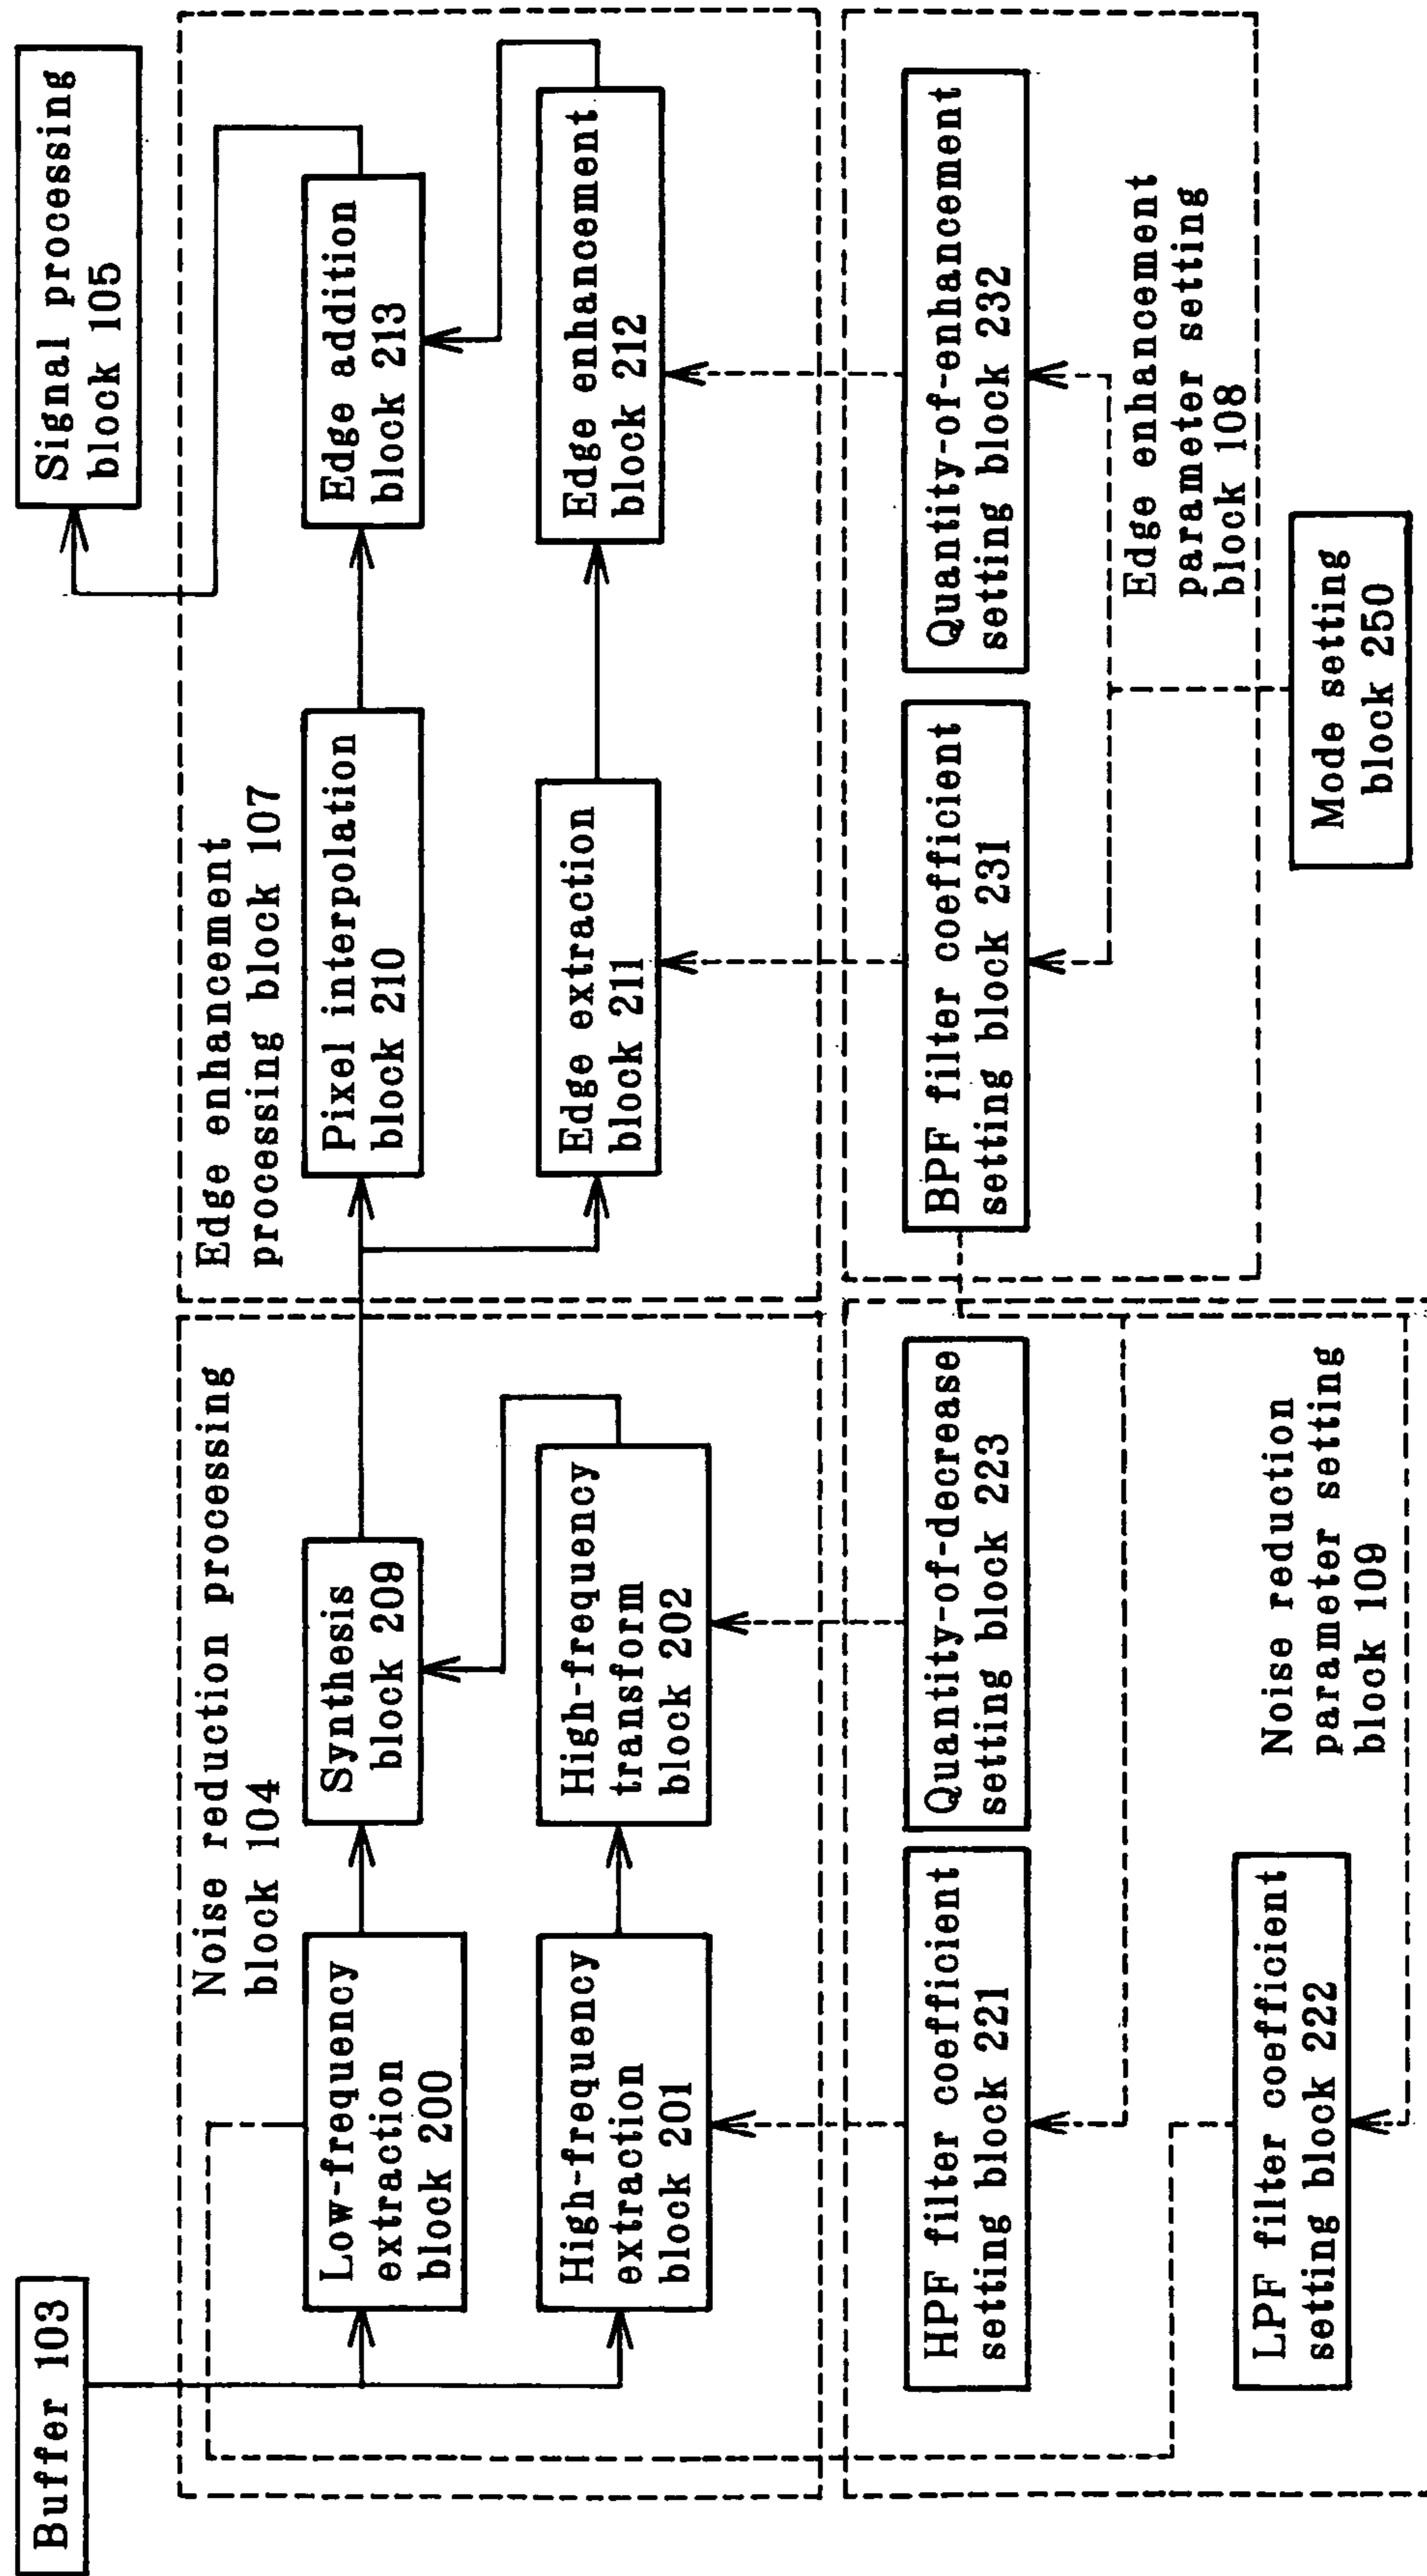 Buffer 103
Signal processing
block 105
Noise reduction processing
block 104
Edge enhancement
processing block 107
Low-frequency
extraction
block 200
Synthesis
block 209
Pixel interpolation
block 210
Edge addition
block 213
High-frequency
extraction
block 201
High-frequency
transform
block 202
Edge extraction
block 211
Edge enhancement
block 212
HPF filter coefficient
setting block 221
Quantity-of-decrease
setting block 223
BPF filter coefficient
setting block 231
Quantity-of-enhancement
setting block 232
LPF filter coefficient
setting block 222
Noise reduction
parameter setting
block 109
Edge enhancement
parameter setting
block 108
Mode setting
block 250